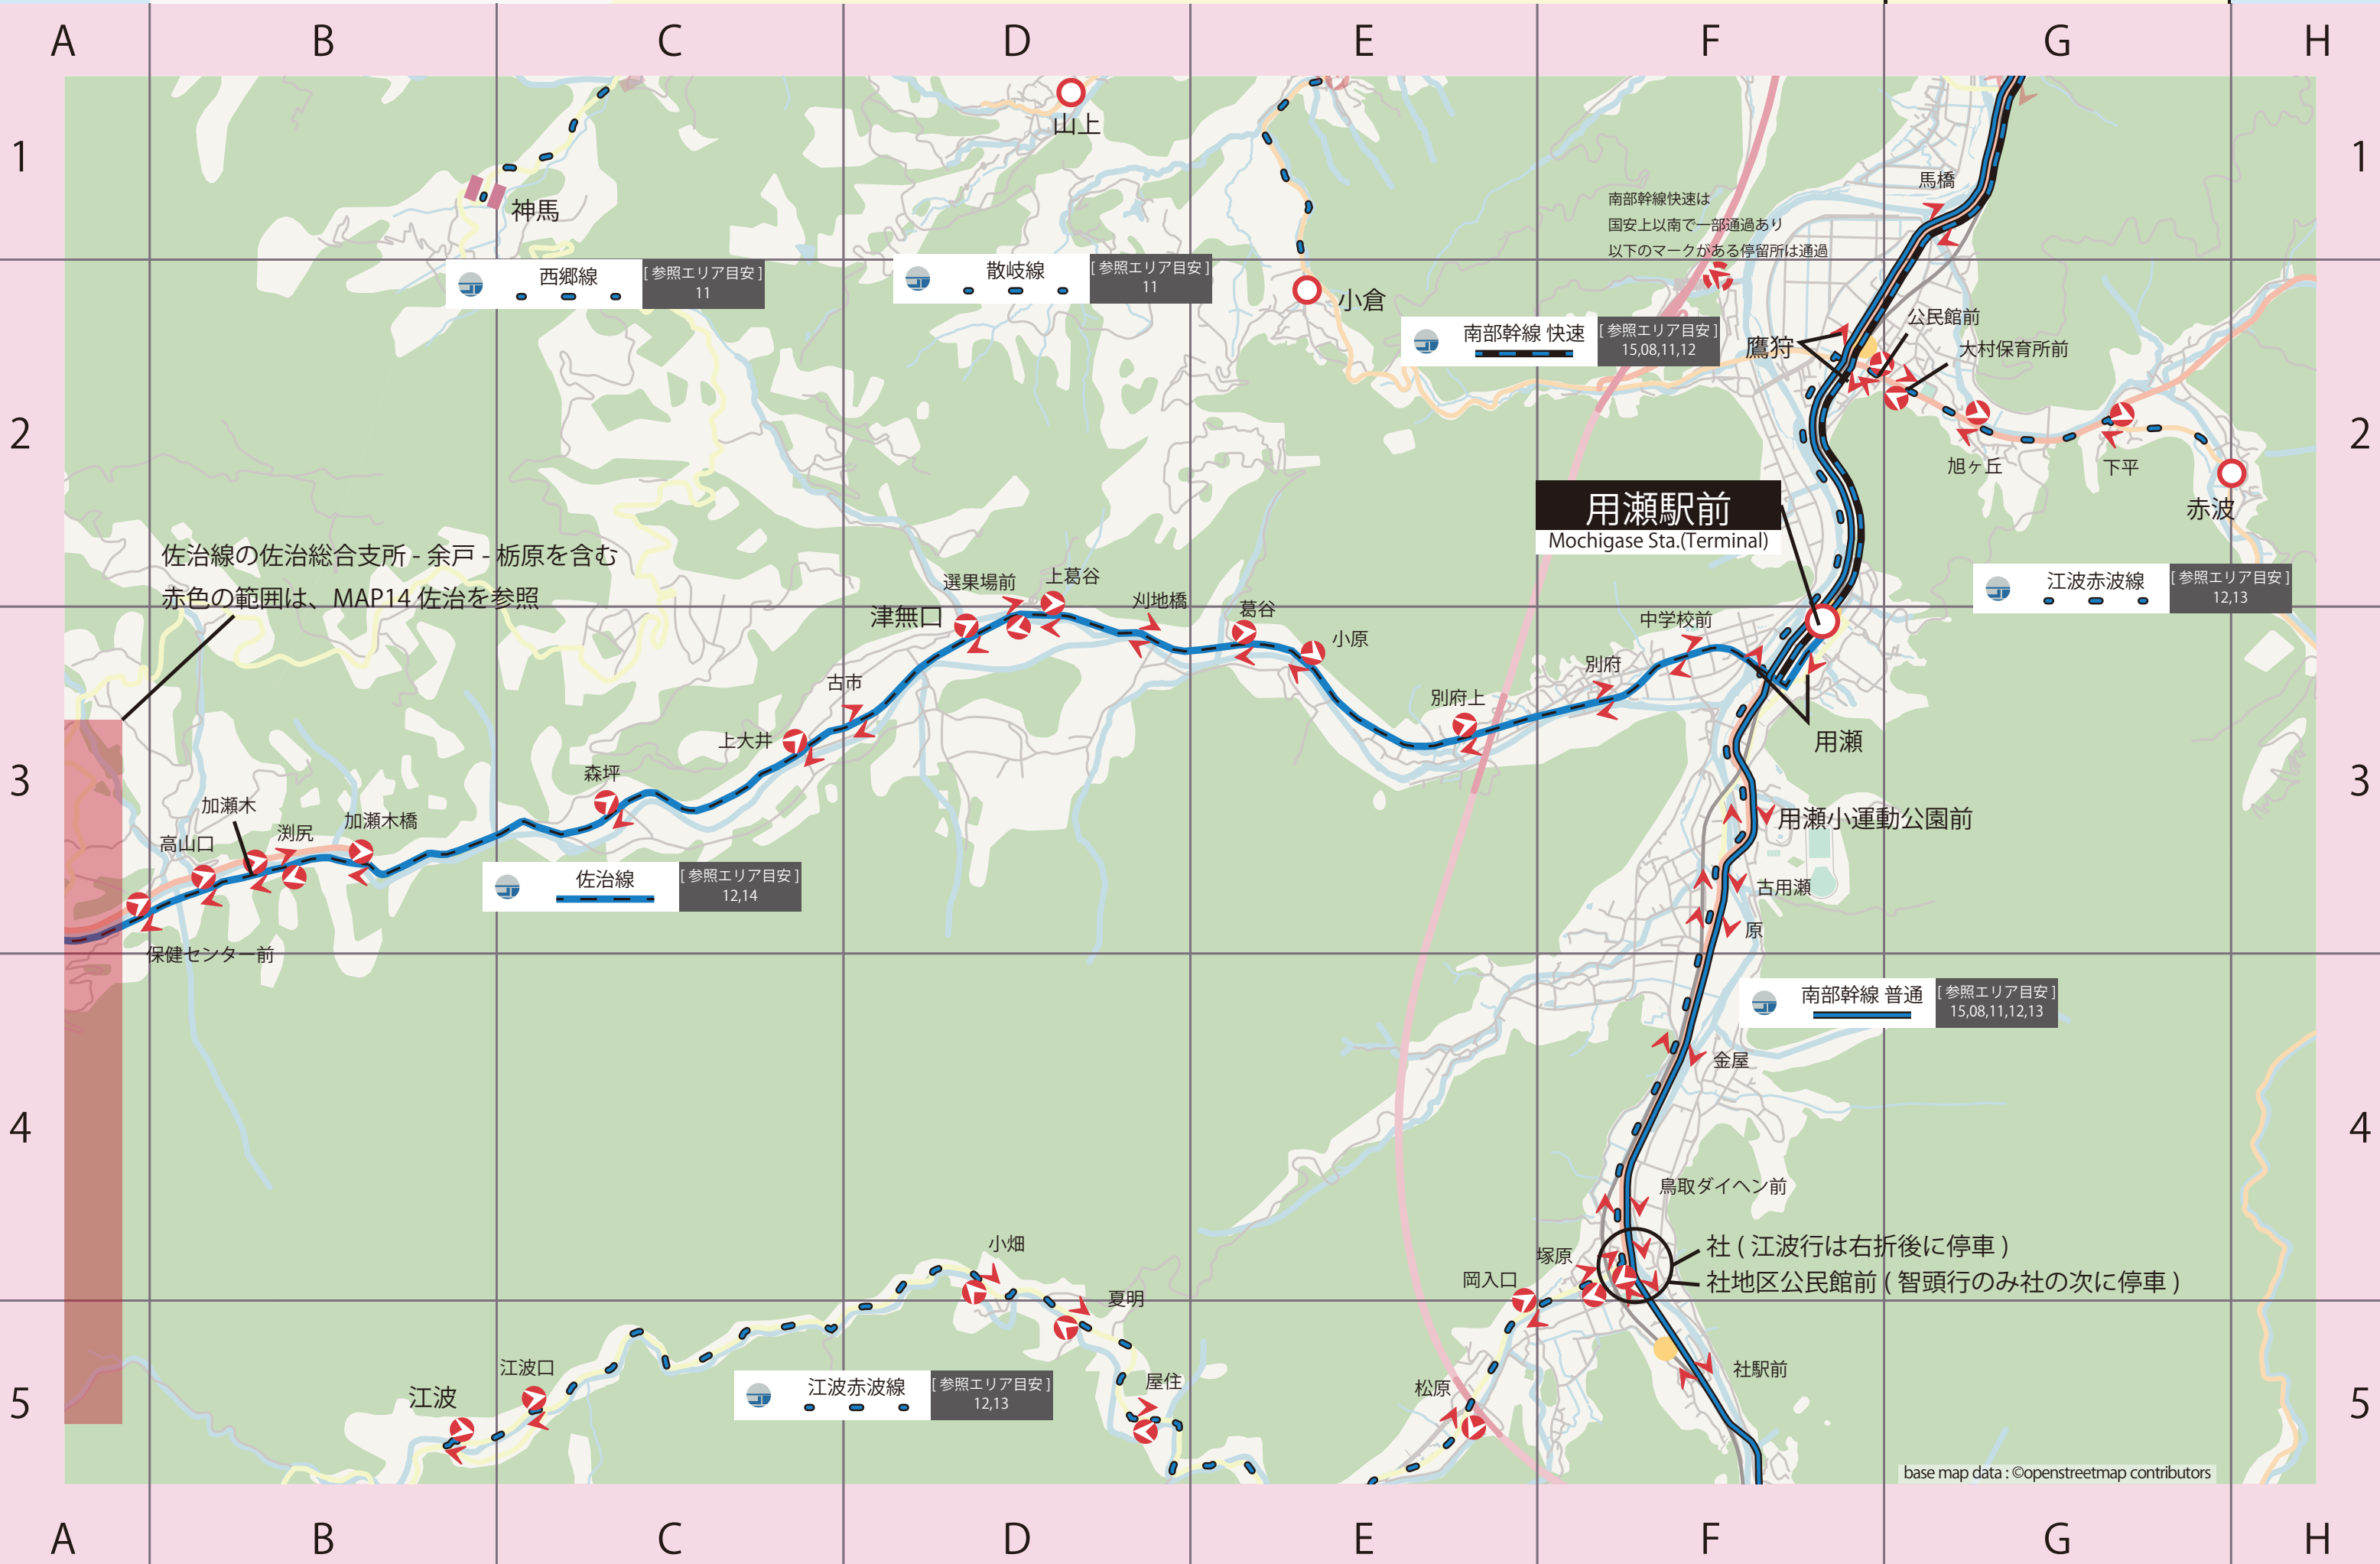 A B C D E F G H
1
1
山上
神馬
馬橋
南部幹線快速は
国安上以南で一部通過あり
以下のマークがある停留所は通過
西郷線
[ 参照エリア目安 ]
11
散岐線
[ 参照エリア目安 ]
11
小倉
南部幹線 快速
[ 参照エリア目安 ]
15,08,11,12
鷹狩
公民館前
大村保育所前
2
2
旭ヶ丘
下平
赤波
用瀬駅前
Mochigase Sta.(Terminal)
佐治線の佐治総合支所 - 余戸 - 栃原を含む
赤色の範囲は、MAP14 佐治を参照
江波赤波線
[ 参照エリア目安 ]
12,13
津無口
選果場前
上葛谷
刈地橋
葛谷
小原
中学校前
別府
別府上
古市
上大井
森坪
用瀬
3
3
加瀬木
渕尻
加瀬木橋
高山口
用瀬小運動公園前
佐治線
[ 参照エリア目安 ]
12,14
古用瀬
原
保健センター前
南部幹線 普通
[ 参照エリア目安 ]
15,08,11,12,13
金屋
4
4
鳥取ダイヘン前
小畑
塚原
社 ( 江波行は右折後に停車 )
岡入口
社地区公民館前 ( 智頭行のみ社の次に停車 )
夏明
江波口
江波
江波赤波線
[ 参照エリア目安 ]
12,13
屋住
松原
社駅前
5
5
base map data : ©openstreetmap contributors
A B C D E F G H